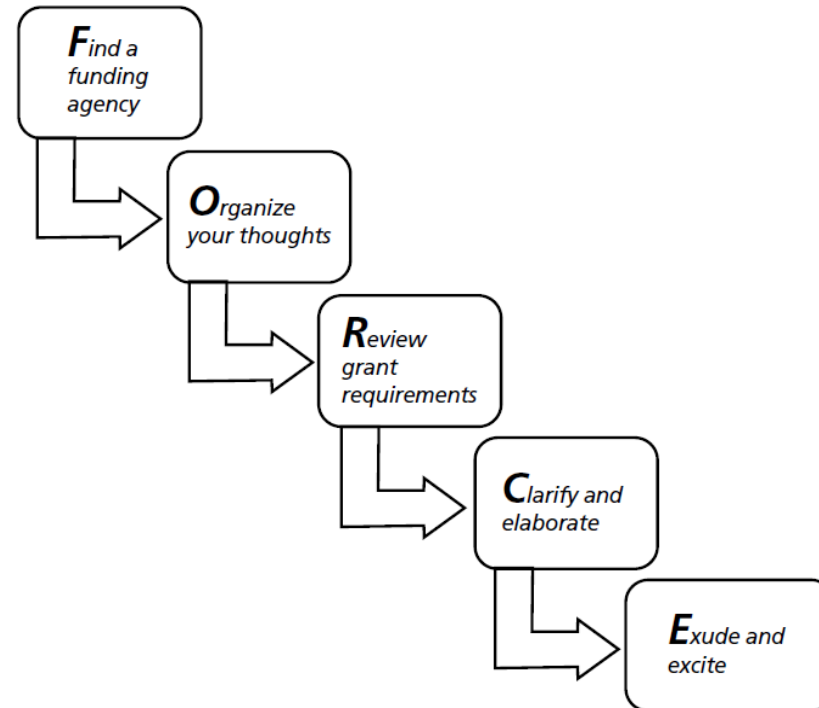 Find a
funding
agency
Organize
your thoughts
Review
grant
requirements
Clarify and
elaborate
Exude and
excite